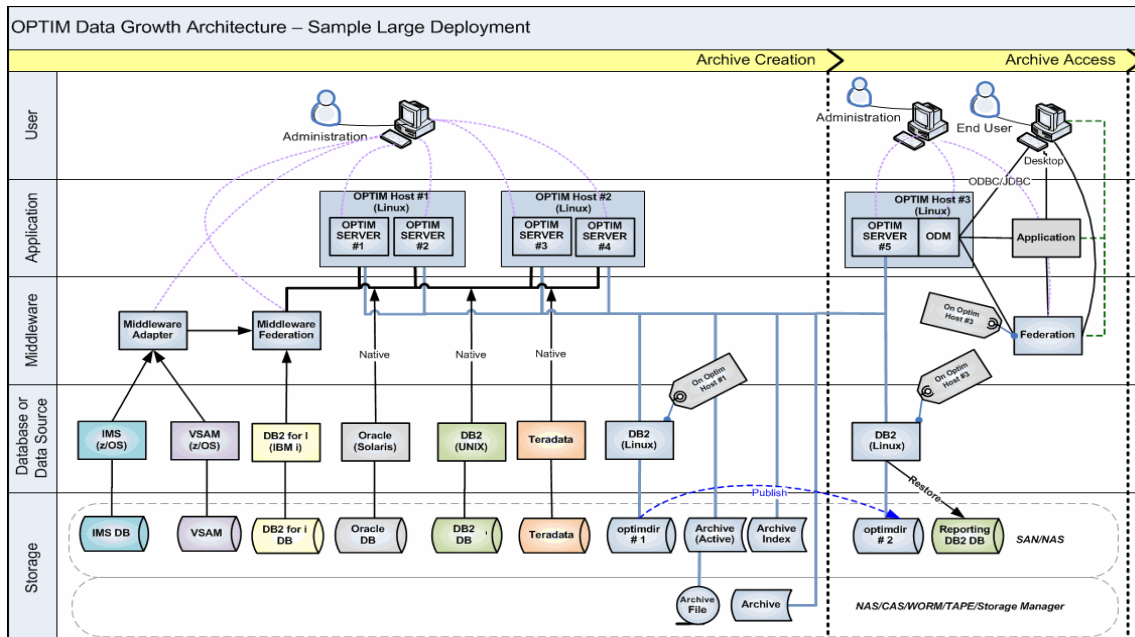 OPTIM Data Growth Architecture – Sample Large Deployment
Archive Creation
Archive Access
User
Administration
Administration
End User
Desktop
ODBC/JDBC
Application
OPTIM Host #1
(Linux)
OPTIM
SERVER
#1
OPTIM
SERVER
#2
OPTIM Host #2
(Linux)
OPTIM
SERVER
#3
OPTIM
SERVER
#4
OPTIM Host #3
(Linux)
OPTIM
SERVER
#5
ODM
Application
Middleware
Middleware
Adapter
Middleware
Federation
Native
Native
Native
On Optim
Host #3
Federation
On Optim
Host #1
On Optim
Host #3
Database or
Data Source
IMS
(z/OS)
VSAM
(z/OS)
DB2 for I
(IBM i)
Oracle
(Solaris)
DB2
(UNIX)
Teradata
DB2
(Linux)
DB2
(Linux)
Restore
Publish
Storage
IMS DB
VSAM
DB2 for i
DB
Oracle
DB
DB2
DB
Teradata
optimdir
# 1
Archive
(Active)
Archive
Index
optimdir
# 2
Reporting
DB2 DB
SAN/NAS
Archive
File
Archive
NAS/CAS/WORM/TAPE/Storage Manager